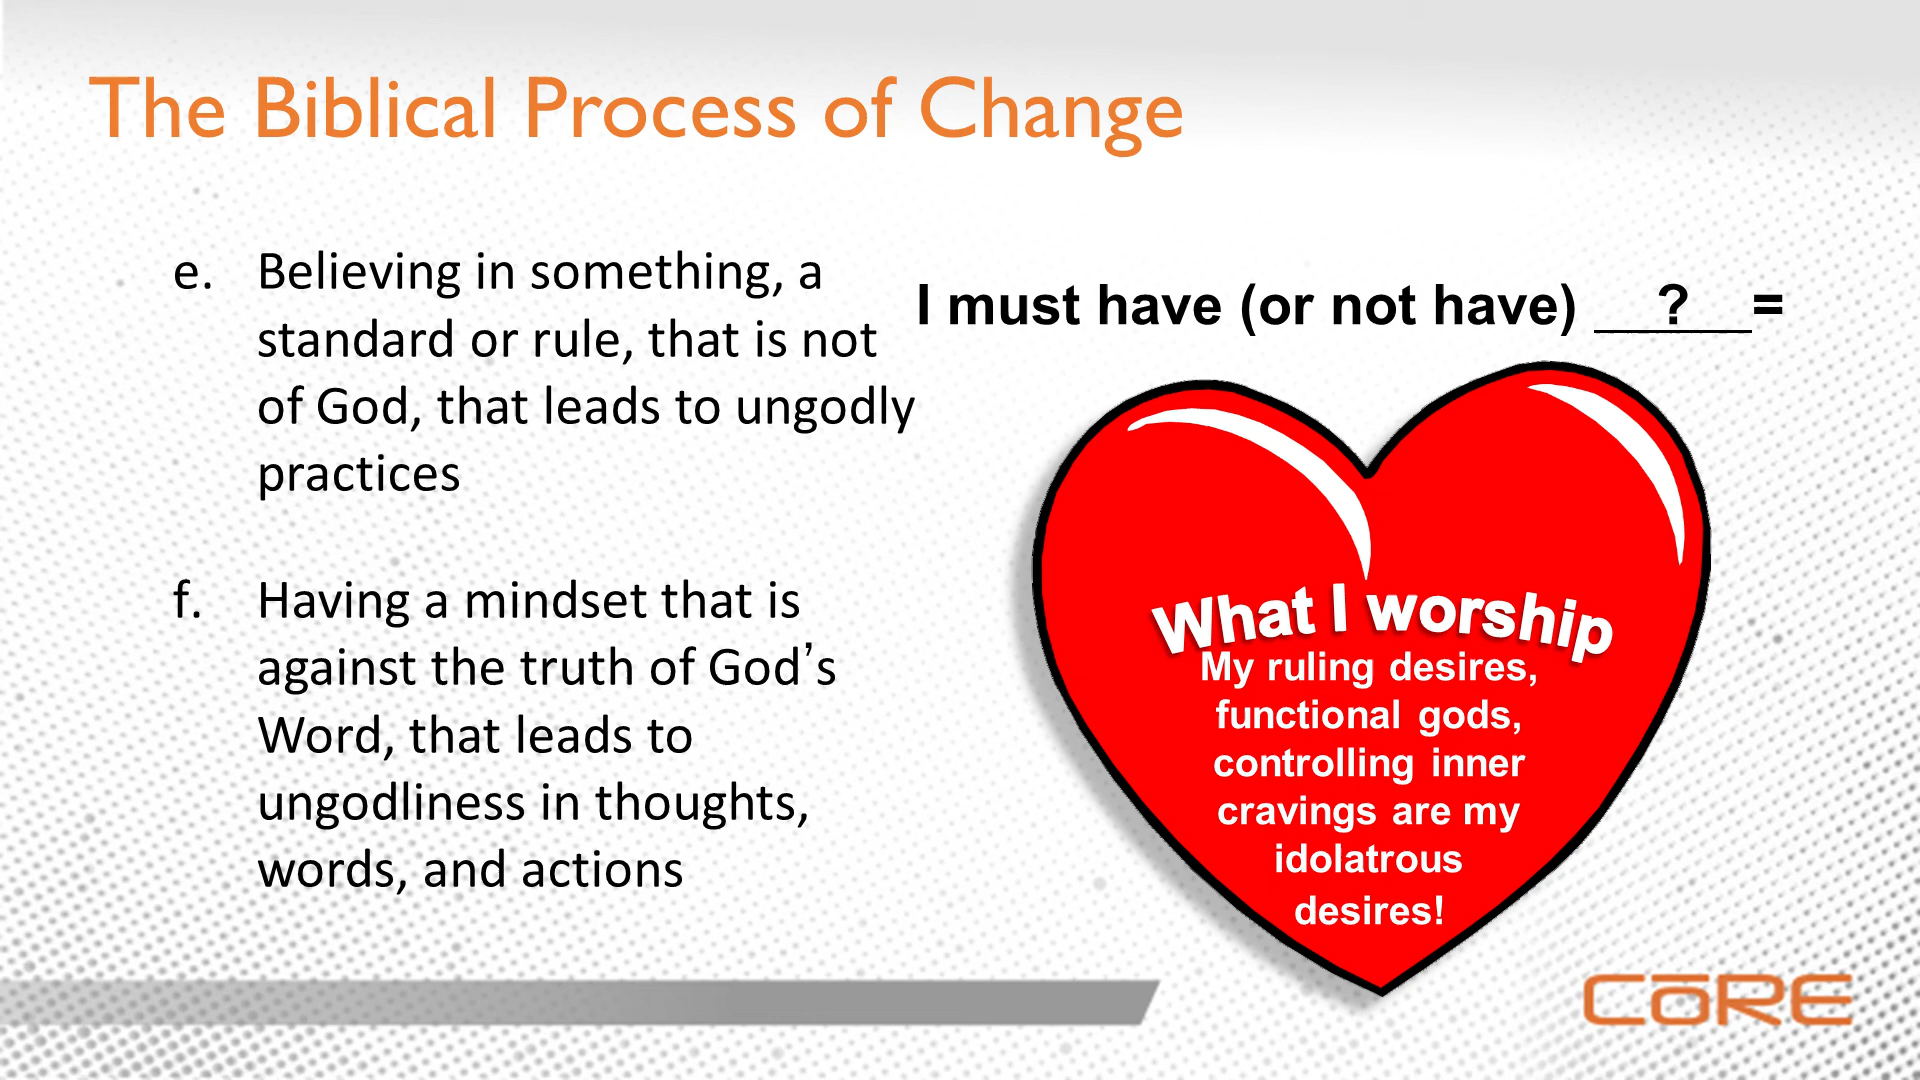 The Biblical Process of Change
e. Believing in something, a
standard or rule, that is not
of God, that leads to ungodly
practices
f. Having a mindset that is
against the truth of God’s
Word, that leads to
ungodliness in thoughts,
words, and actions
I must have (or not have) __?__=
What I worship
My ruling desires,
functional gods,
controlling inner
cravings are my
idolatrous
desires!
CōRE